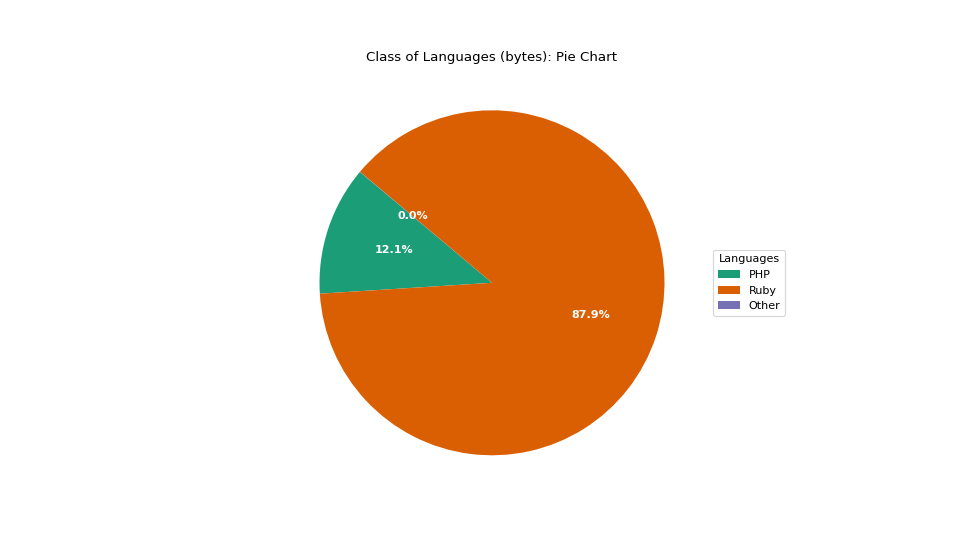 Class of Languages (bytes): Pie Chart
0.0%
12.1%
87.9%
Languages
PHP
Ruby
Other